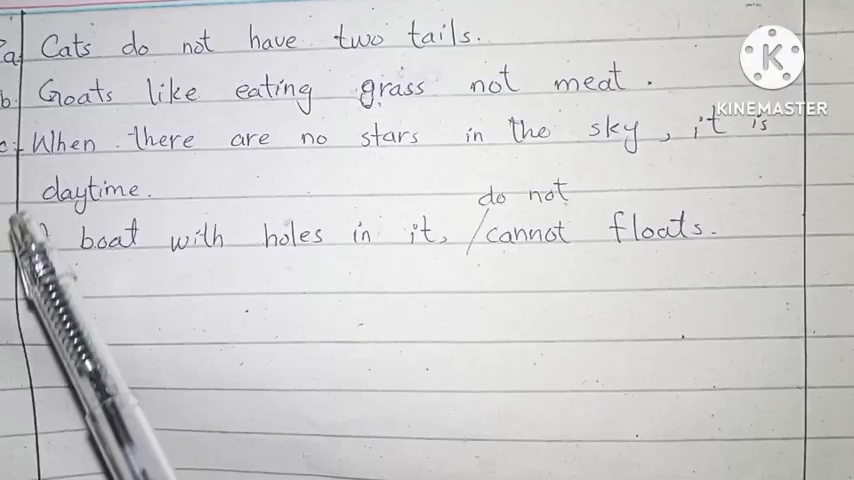 a. Cats do not have two tails.
b. Goats like eating grass not meat.
c. When there are no stars in the sky, it is
daytime.
do not
boat with holes in it, / cannot floats.
K
KINEMASTER